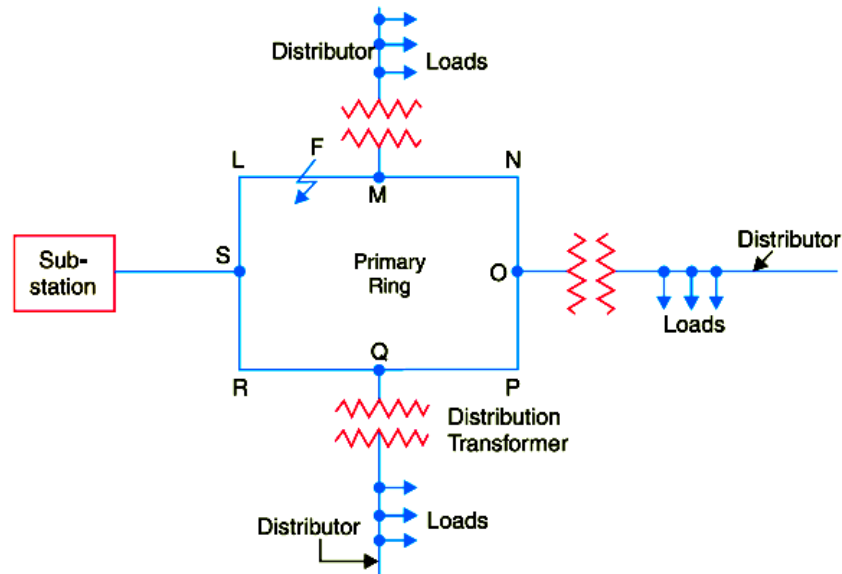 Distributor
Loads
L
F
N
M
Sub-
station
S
Primary
Ring
O
Distributor
Loads
Q
R
P
Distribution
Transformer
Distributor
Loads